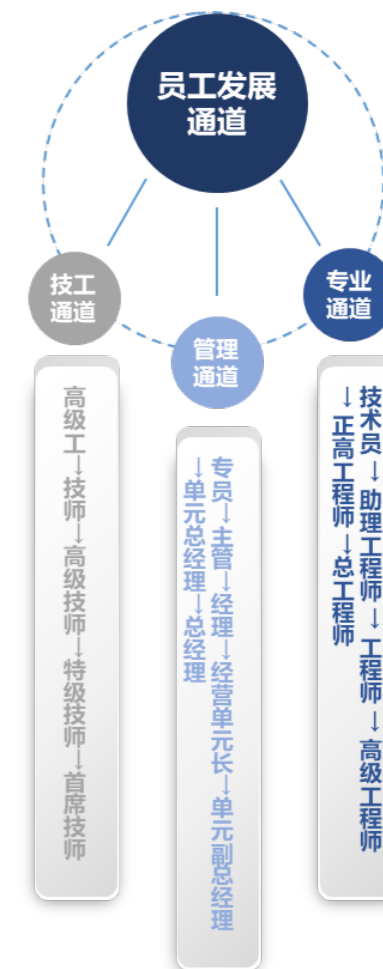 员工发展
通道
技工
通道
管理
通道
专业
通道
高级工→技师→高级技师→特级技师→首席技师
专员→主管→经理→经营单元长→单元副总经理
→单元总经理→总经理
技术员→助理工程师→工程师→高级工程师
→正高工程师→总工程师